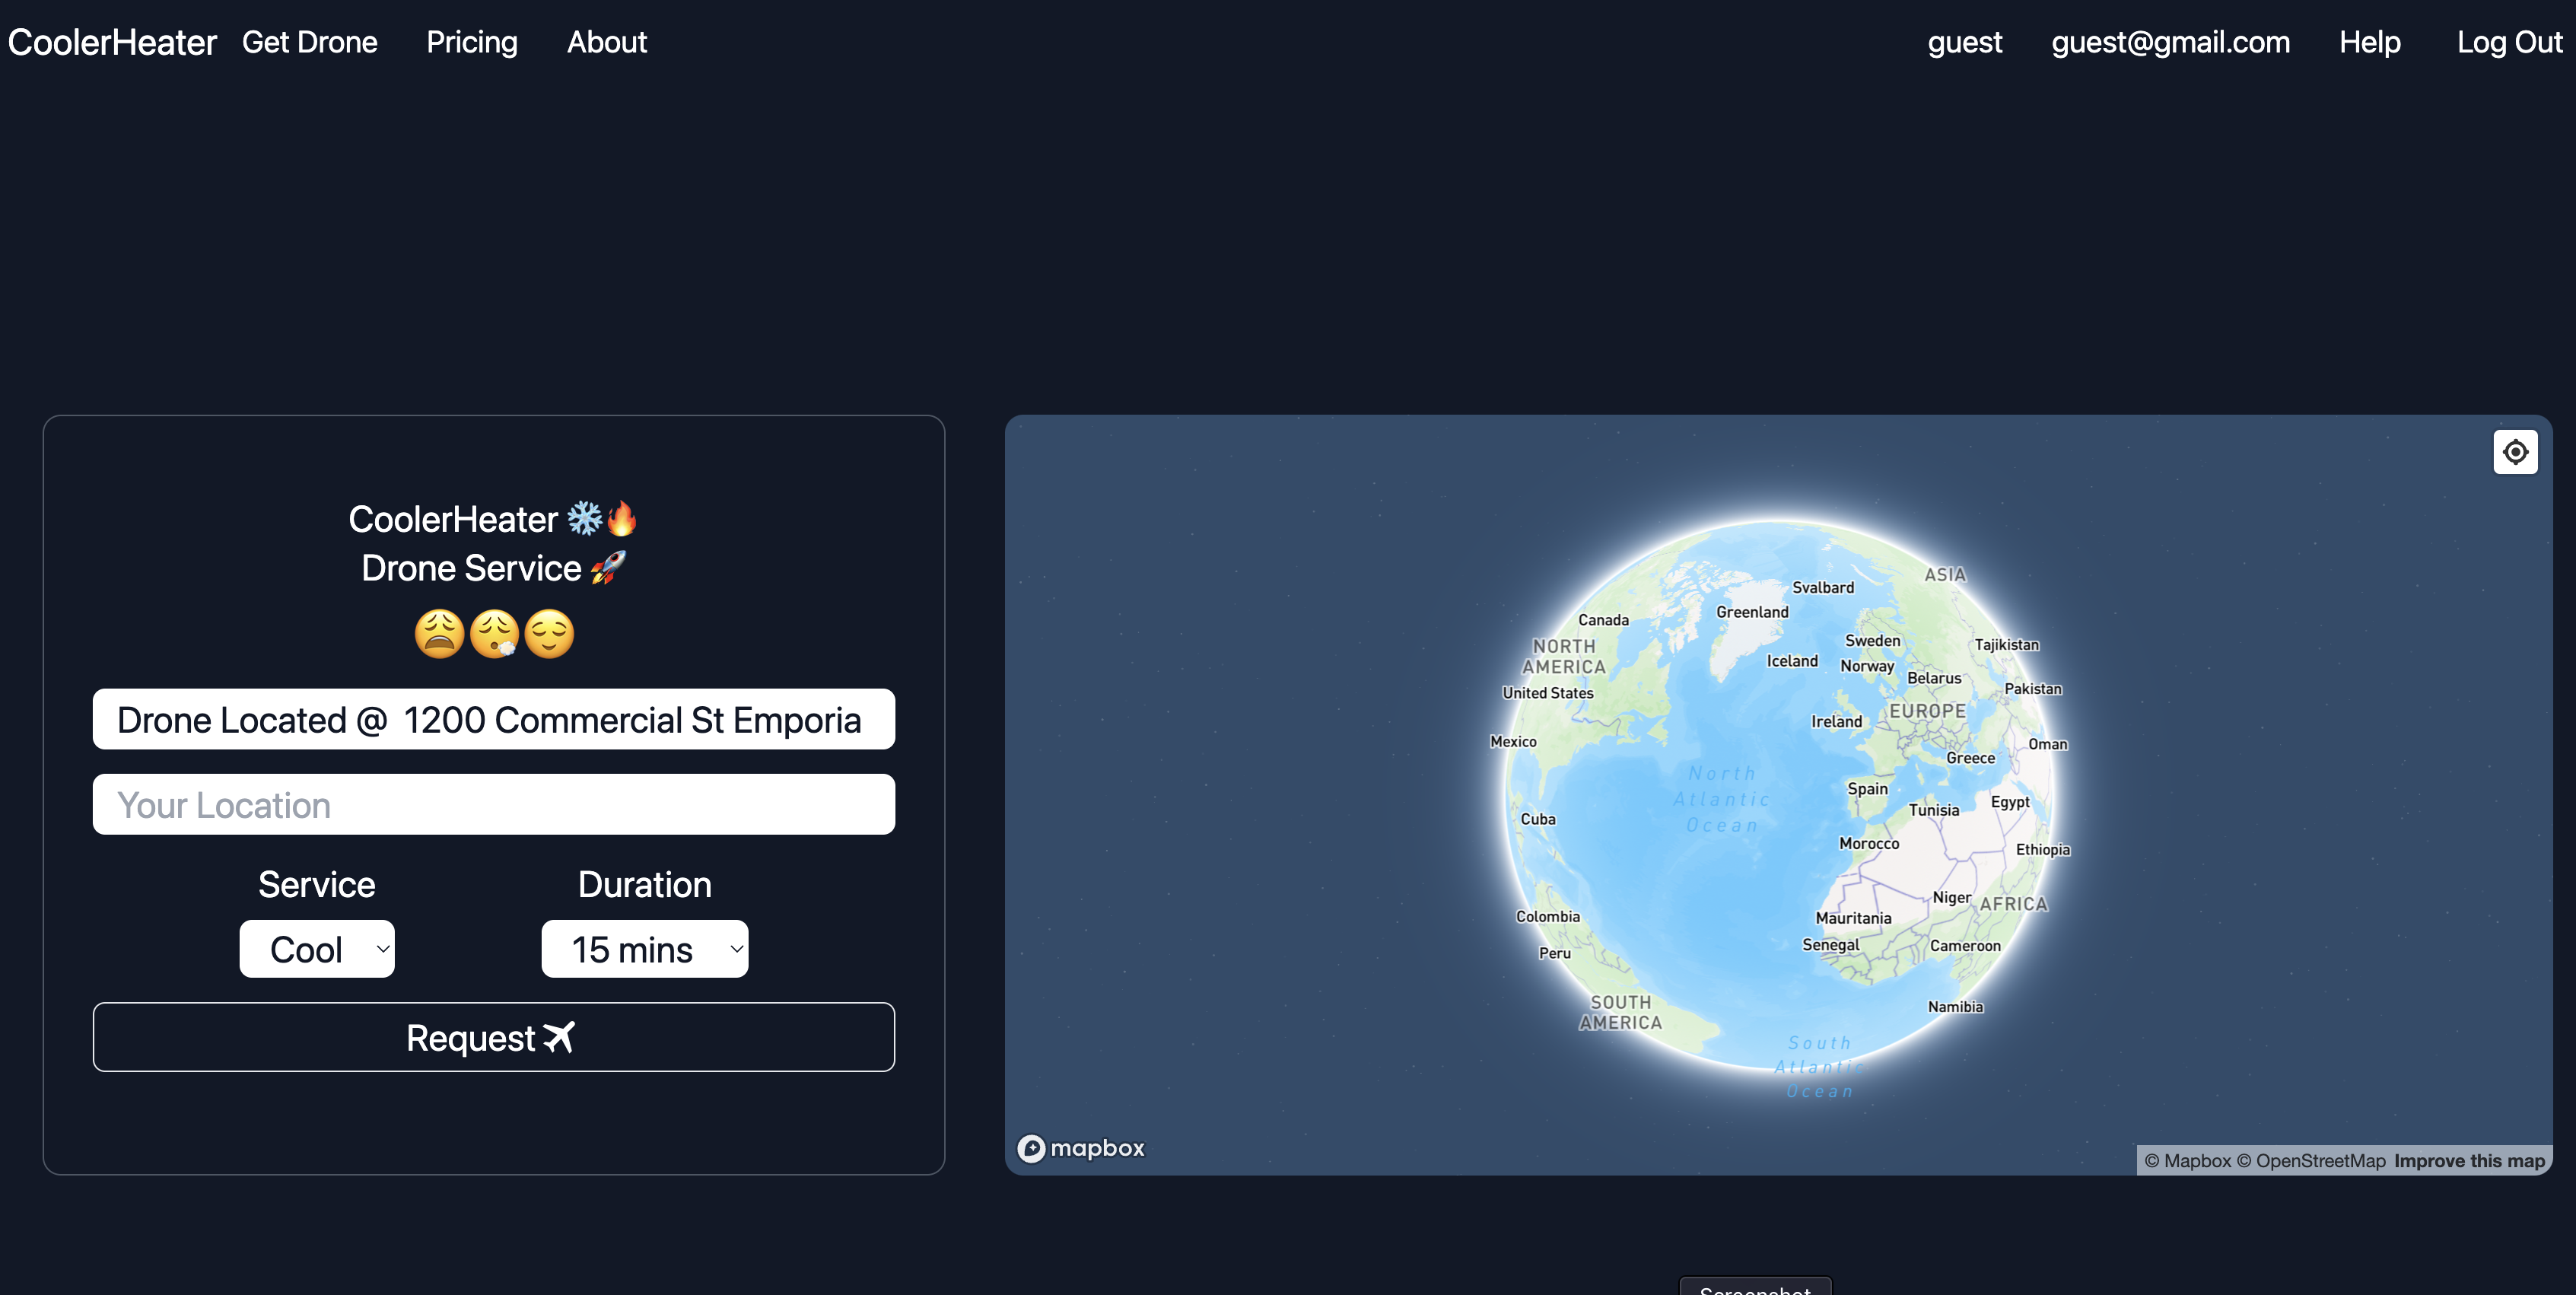 CoolerHeater Get Drone Pricing About guest guest@gmail.com Help Log Out
CoolerHeater ❄️🔥
Drone Service 🚀
😩😮‍💨😌
Drone Located @ 1200 Commercial St Emporia
Your Location
Service Duration
Cool 15 mins
Request
ASIA
Svalbard
Greenland
Canada
Sweden
NORTH
AMERICA
Tajikistan
Iceland
Norway
Belarus
United States
Pakistan
EUROPE
Ireland
Mexico
Oman
Greece
North
Atlantic
Ocean
Spain
Egypt
Tunisia
Cuba
Morocco
Ethiopia
Niger
AFRICA
Colombia
Mauritania
Senegal
Cameroon
Peru
SOUTH
AMERICA
Namibia
South
Atlantic
Ocean
mapbox
© Mapbox © OpenStreetMap Improve this map
Screenshot